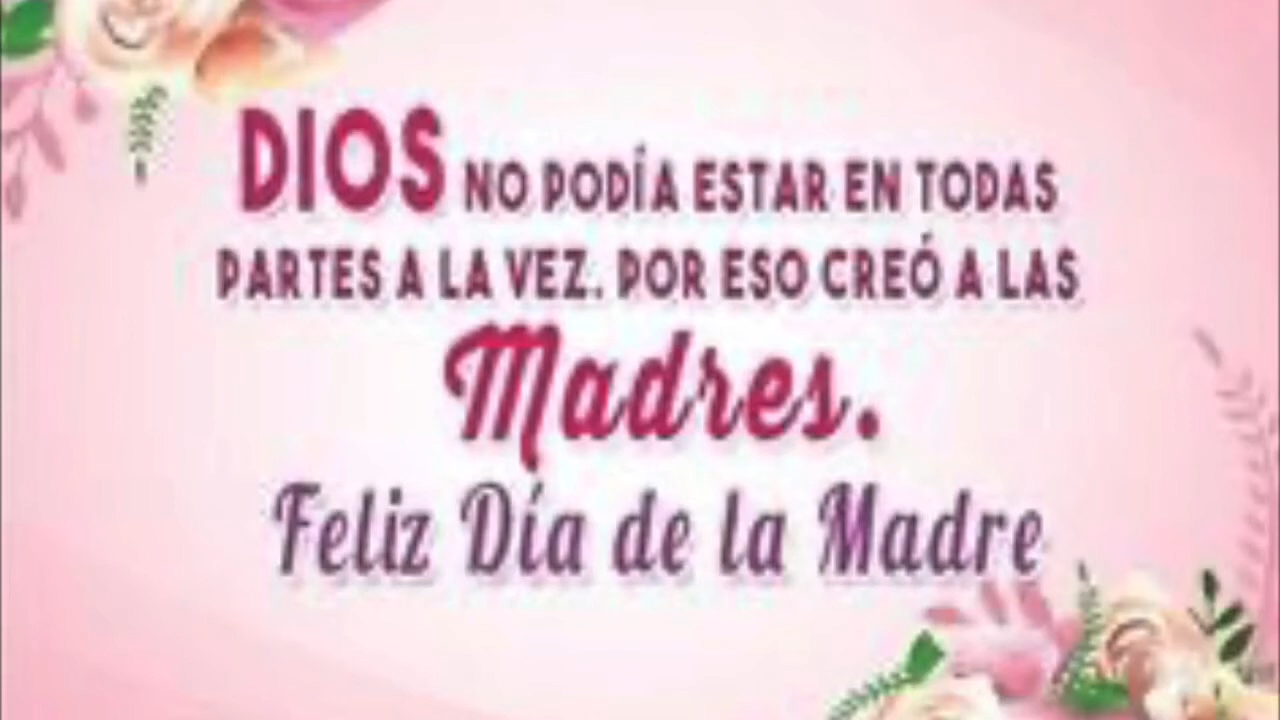 DIOS NO PODÍA ESTAR EN TODAS
PARTES A LA VEZ. POR ESO CREÓ A LAS
Madres.
Feliz Día de la Madre